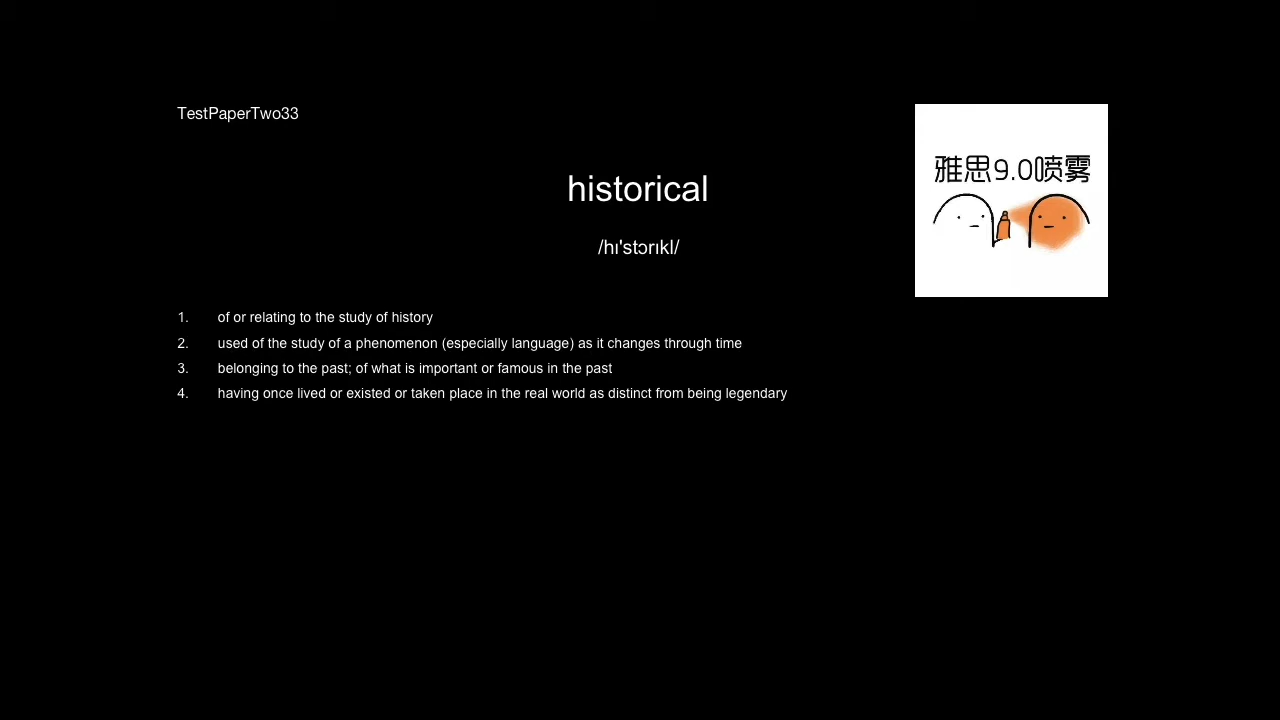 TestPaperTwo33
雅思9.0喷雾
historical
/hɪ'stɔrɪkl/
1. of or relating to the study of history
2. used of the study of a phenomenon (especially language) as it changes through time
3. belonging to the past; of what is important or famous in the past
4. having once lived or existed or taken place in the real world as distinct from being legendary